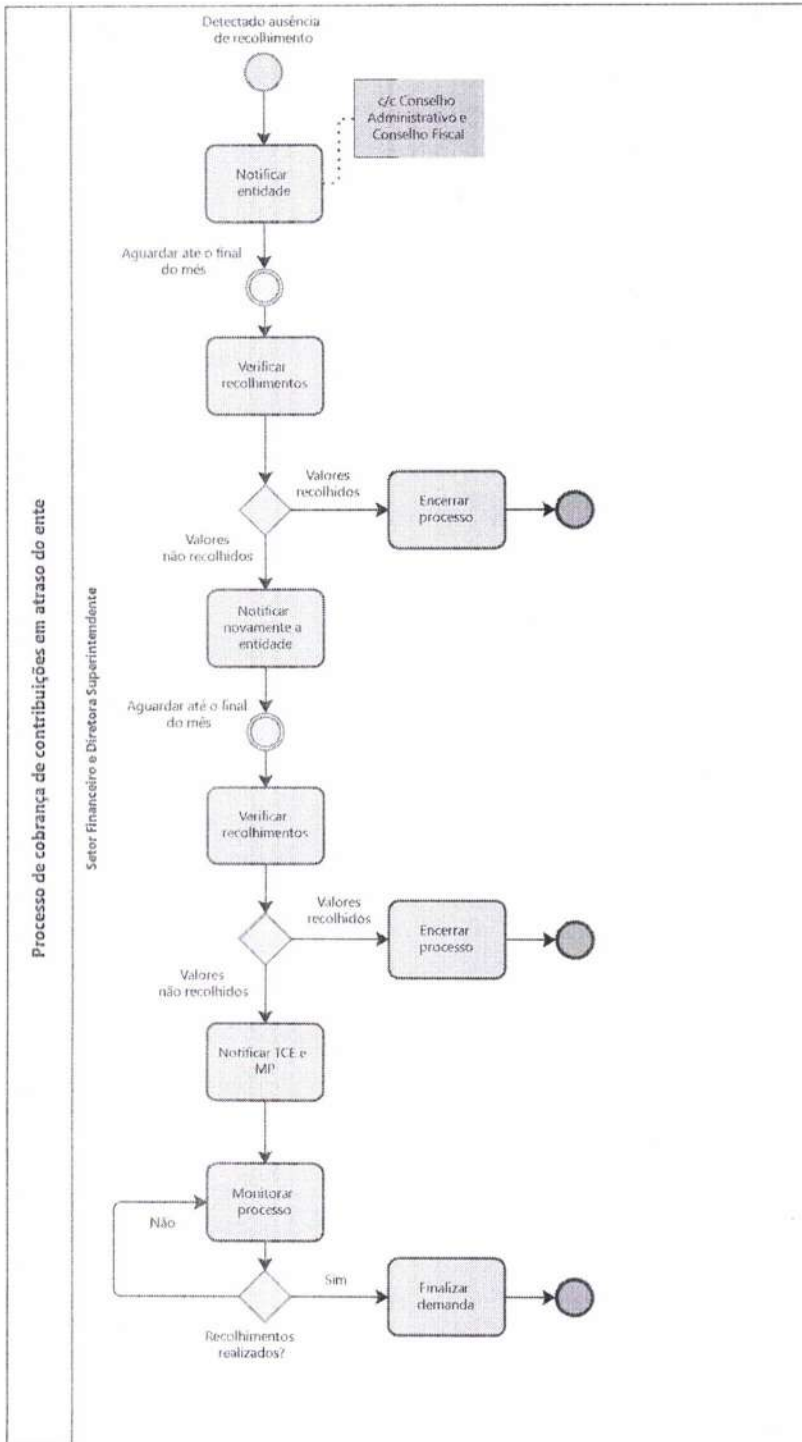 Processo de cobrança de contribuições em atraso do ente
Setor Financeiro e Diretora Superintendente
Detectado ausência
de recolhimento
c/c Conselho
Administrativo e
Conselho Fiscal
Notificar
entidade
Aguardar até o final
do mês
Verificar
recolhimentos
Valores
recolhidos
Encerrar
processo
Valores
não recolhidos
Notificar
novamente a
entidade
Aguardar até o final
do mês
Verificar
recolhimentos
Valores
recolhidos
Encerrar
processo
Valores
não recolhidos
Notificar TCE e
MP
Monitorar
processo
Não
Sim
Finalizar
demanda
Recolhimentos
realizados?